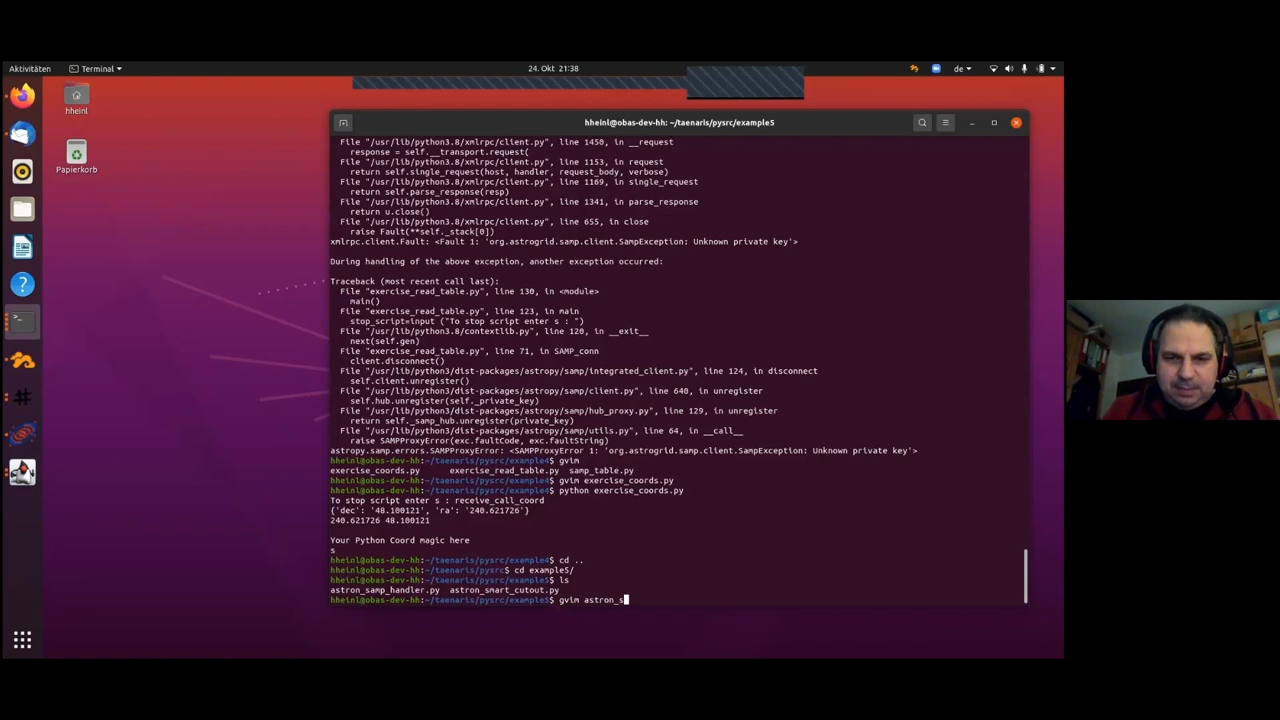 Aktivitäten
Terminal
24. Okt 21:38
de
hheinl
Papierkorb
hheinl@obas-dev-hh: ~/taenaris/pysrc/example5
File "/usr/lib/python3.8/xmlrpc/client.py", line 1450, in __request
response = self.__transport.request(
File "/usr/lib/python3.8/xmlrpc/client.py", line 1153, in request
return self.single_request(host, handler, request_body, verbose)
File "/usr/lib/python3.8/xmlrpc/client.py", line 1169, in single_request
return self.parse_response(resp)
File "/usr/lib/python3.8/xmlrpc/client.py", line 1341, in parse_response
return u.close()
File "/usr/lib/python3.8/xmlrpc/client.py", line 655, in close
raise Fault(**self._stack[0])
xmlrpc.client.Fault: <Fault 1: 'org.astrogrid.samp.client.SampException: Unknown private key'>
During handling of the above exception, another exception occurred:
Traceback (most recent call last):
File "exercise_read_table.py", line 130, in <module>
main()
File "exercise_read_table.py", line 123, in main
stop_script=input ("To stop script enter s : ")
File "/usr/lib/python3.8/contextlib.py", line 120, in __exit__
next(self.gen)
File "exercise_read_table.py", line 71, in SAMP_conn
client.disconnect()
File "/usr/lib/python3/dist-packages/astropy/samp/integrated_client.py", line 124, in disconnect
self.client.unregister()
File "/usr/lib/python3/dist-packages/astropy/samp/client.py", line 640, in unregister
self.hub.unregister(self._private_key)
File "/usr/lib/python3/dist-packages/astropy/samp/hub_proxy.py", line 129, in unregister
return self._samp_hub.unregister(private_key)
File "/usr/lib/python3/dist-packages/astropy/samp/utils.py", line 64, in __call__
raise SAMPProxyError(exc.faultCode, exc.faultString)
astropy.samp.errors.SAMPProxyError: <SAMPProxyError 1: 'org.astrogrid.samp.client.SampException: Unknown private key'>
hheinl@obas-dev-hh:~/taenaris/pysrc/example4$ gvim
exercise_coords.py exercise_read_table.py samp_table.py
hheinl@obas-dev-hh:~/taenaris/pysrc/example4$ gvim exercise_coords.py
hheinl@obas-dev-hh:~/taenaris/pysrc/example4$ python exercise_coords.py
To stop script enter s : receive_call_coord
{'dec': '48.100121', 'ra': '240.621726'}
240.621726 48.100121
Your Python Coord magic here
s
hheinl@obas-dev-hh:~/taenaris/pysrc/example4$ cd ..
hheinl@obas-dev-hh:~/taenaris/pysrc$ cd example5/
hheinl@obas-dev-hh:~/taenaris/pysrc/example5$ ls
astron_samp_handler.py astron_smart_cutout.py
hheinl@obas-dev-hh:~/taenaris/pysrc/example5$ gvim astron_s